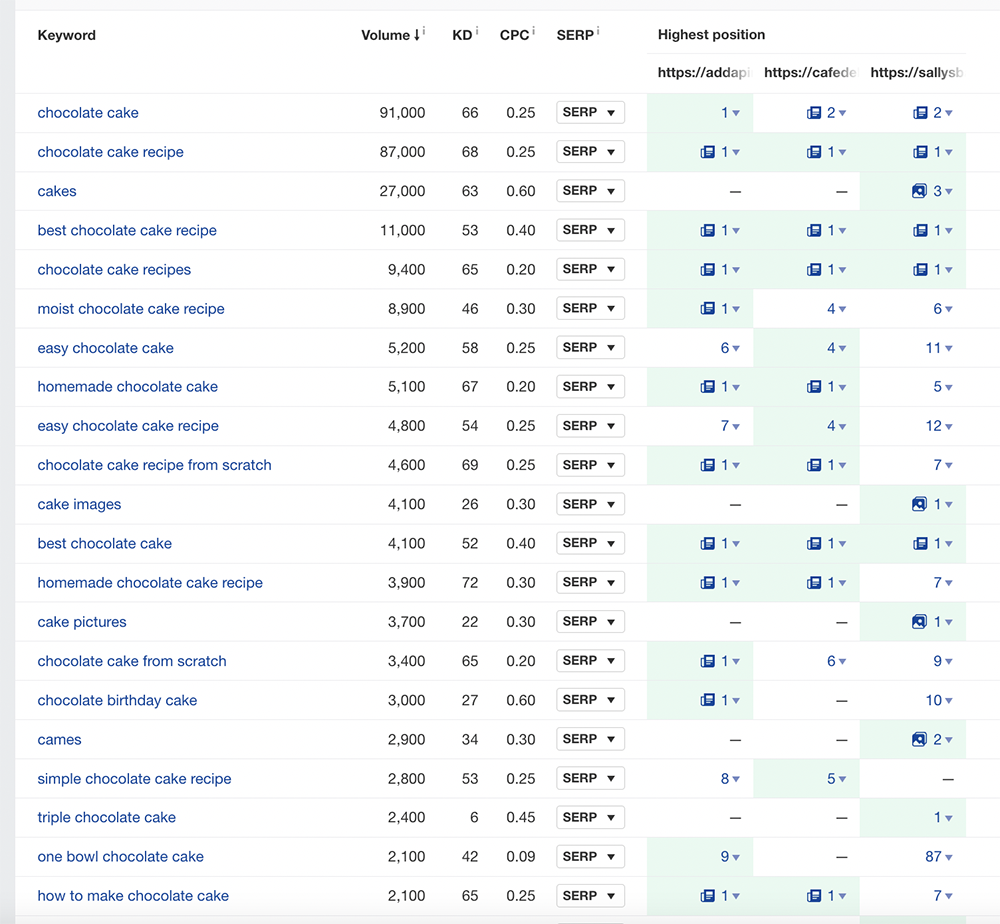 Keyword Volume ↓ i KD i CPC i SERP i Highest position
https://addapi https://cafede https://sallysb
chocolate cake 91,000 66 0.25 SERP ▼ 1 ▼ 2 ▼ 2 ▼
chocolate cake recipe 87,000 68 0.25 SERP ▼ 1 ▼ 1 ▼ 1 ▼
cakes 27,000 63 0.60 SERP ▼ — — 3 ▼
best chocolate cake recipe 11,000 53 0.40 SERP ▼ 1 ▼ 1 ▼ 1 ▼
chocolate cake recipes 9,400 65 0.20 SERP ▼ 1 ▼ 1 ▼ 1 ▼
moist chocolate cake recipe 8,900 46 0.30 SERP ▼ 1 ▼ 4 ▼ 6 ▼
easy chocolate cake 5,200 58 0.25 SERP ▼ 6 ▼ 4 ▼ 11 ▼
homemade chocolate cake 5,100 67 0.20 SERP ▼ 1 ▼ 1 ▼ 5 ▼
easy chocolate cake recipe 4,800 54 0.25 SERP ▼ 7 ▼ 4 ▼ 12 ▼
chocolate cake recipe from scratch 4,600 69 0.25 SERP ▼ 1 ▼ 1 ▼ 7 ▼
cake images 4,100 26 0.30 SERP ▼ — — 1 ▼
best chocolate cake 4,100 52 0.40 SERP ▼ 1 ▼ 1 ▼ 1 ▼
homemade chocolate cake recipe 3,900 72 0.30 SERP ▼ 1 ▼ 1 ▼ 7 ▼
cake pictures 3,700 22 0.30 SERP ▼ — — 1 ▼
chocolate cake from scratch 3,400 65 0.20 SERP ▼ 1 ▼ 6 ▼ 9 ▼
chocolate birthday cake 3,000 27 0.60 SERP ▼ 1 ▼ — 10 ▼
cames 2,900 34 0.30 SERP ▼ — — 2 ▼
simple chocolate cake recipe 2,800 53 0.25 SERP ▼ 8 ▼ 5 ▼ —
triple chocolate cake 2,400 6 0.45 SERP ▼ — — 1 ▼
one bowl chocolate cake 2,100 42 0.09 SERP ▼ 9 ▼ — 87 ▼
how to make chocolate cake 2,100 65 0.25 SERP ▼ 1 ▼ 1 ▼ 7 ▼